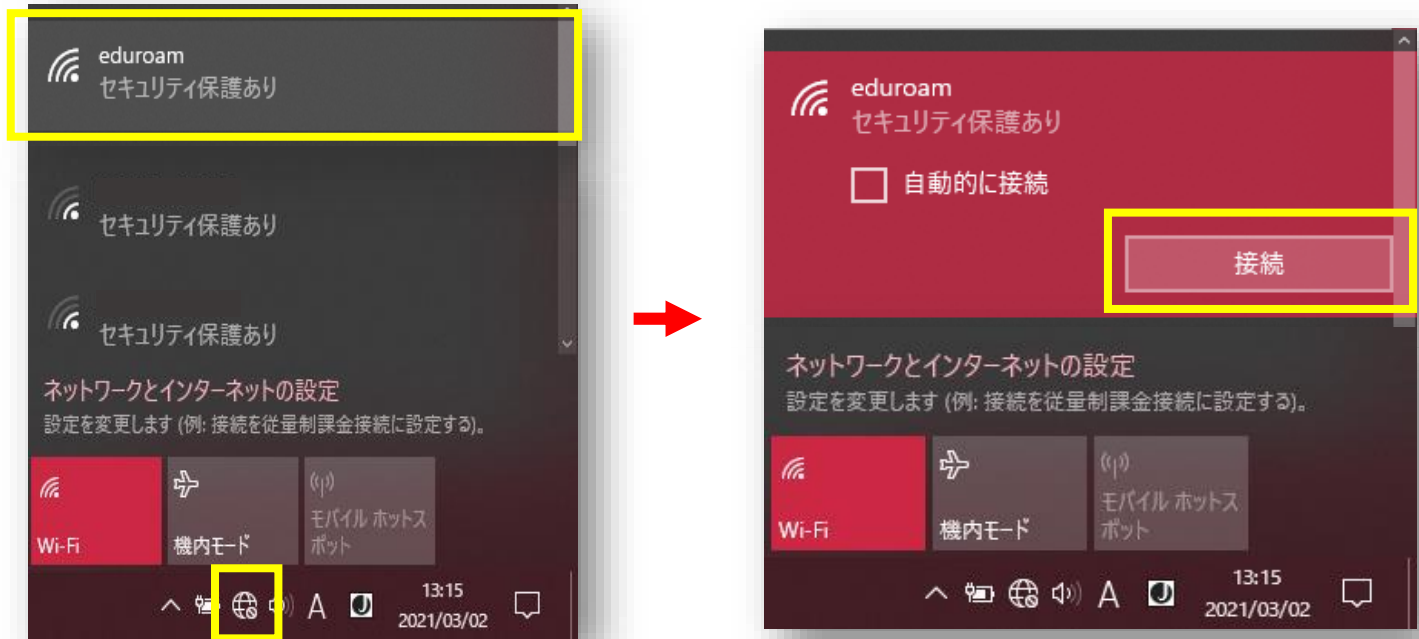 eduroam
セキュリティ保護あり
セキュリティ保護あり
セキュリティ保護あり
ネットワークとインターネットの設定
設定を変更します (例: 接続を従量制課金接続に設定する)。
Wi-Fi
機内モード
モバイル ホットス
ポット
A
13:15
2021/03/02
eduroam
セキュリティ保護あり
自動的に接続
接続
ネットワークとインターネットの設定
設定を変更します (例: 接続を従量制課金接続に設定する)。
Wi-Fi
機内モード
モバイル ホットス
ポット
A
13:15
2021/03/02